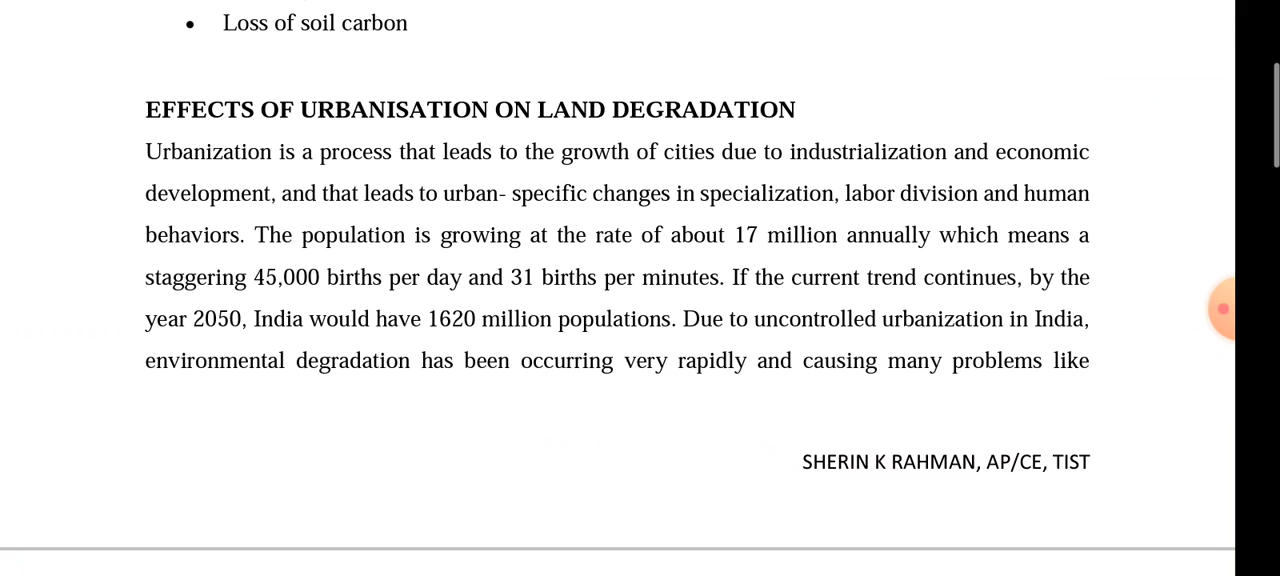 • Loss of soil carbon
EFFECTS OF URBANISATION ON LAND DEGRADATION
Urbanization is a process that leads to the growth of cities due to industrialization and economic
development, and that leads to urban- specific changes in specialization, labor division and human
behaviors. The population is growing at the rate of about 17 million annually which means a
staggering 45,000 births per day and 31 births per minutes. If the current trend continues, by the
year 2050, India would have 1620 million populations. Due to uncontrolled urbanization in India,
environmental degradation has been occurring very rapidly and causing many problems like
SHERIN K RAHMAN, AP/CE, TIST